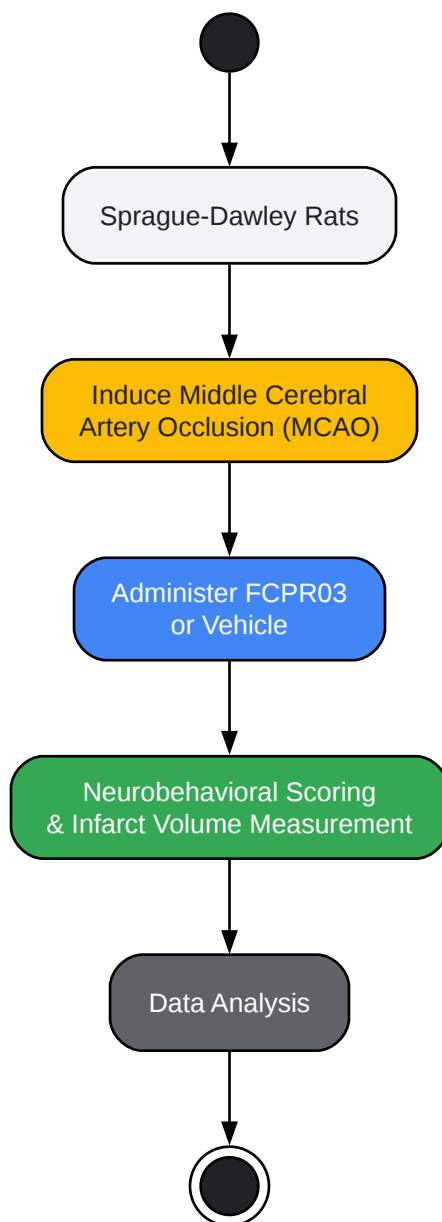 Sprague-Dawley Rats
Induce Middle Cerebral
Artery Occlusion (MCAO)
Administer FCPR03
or Vehicle
Neurobehavioral Scoring
& Infarct Volume Measurement
Data Analysis